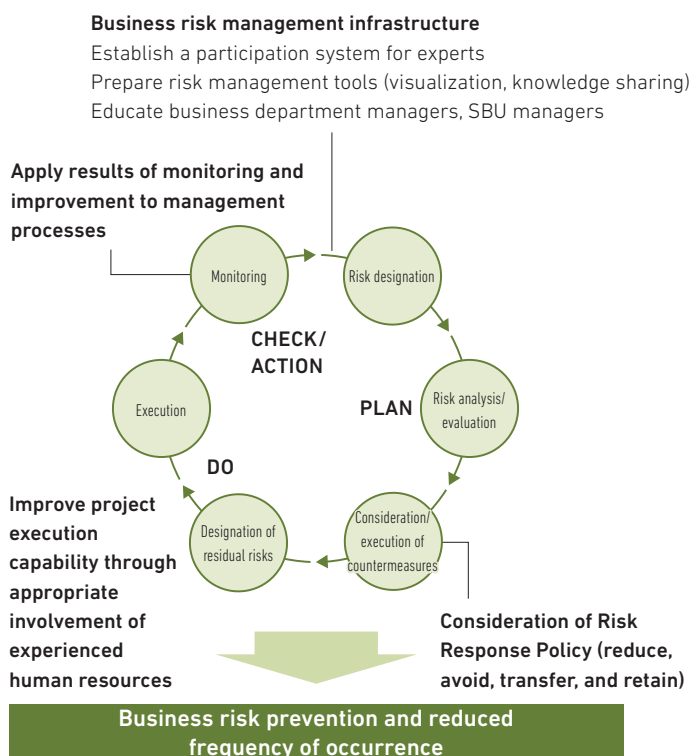 Business risk management infrastructure
Establish a participation system for experts
Prepare risk management tools (visualization, knowledge sharing)
Educate business department managers, SBU managers
Apply results of monitoring and
improvement to management
processes
Monitoring
Risk designation
CHECK/
ACTION
Execution
PLAN
Risk analysis/
evaluation
DO
Improve project
execution
capability through
appropriate
involvement of
experienced
human resources
Designation of
residual risks
Consideration/
execution of
countermeasures
Consideration of Risk
Response Policy (reduce,
avoid, transfer, and retain)
Business risk prevention and reduced
frequency of occurrence